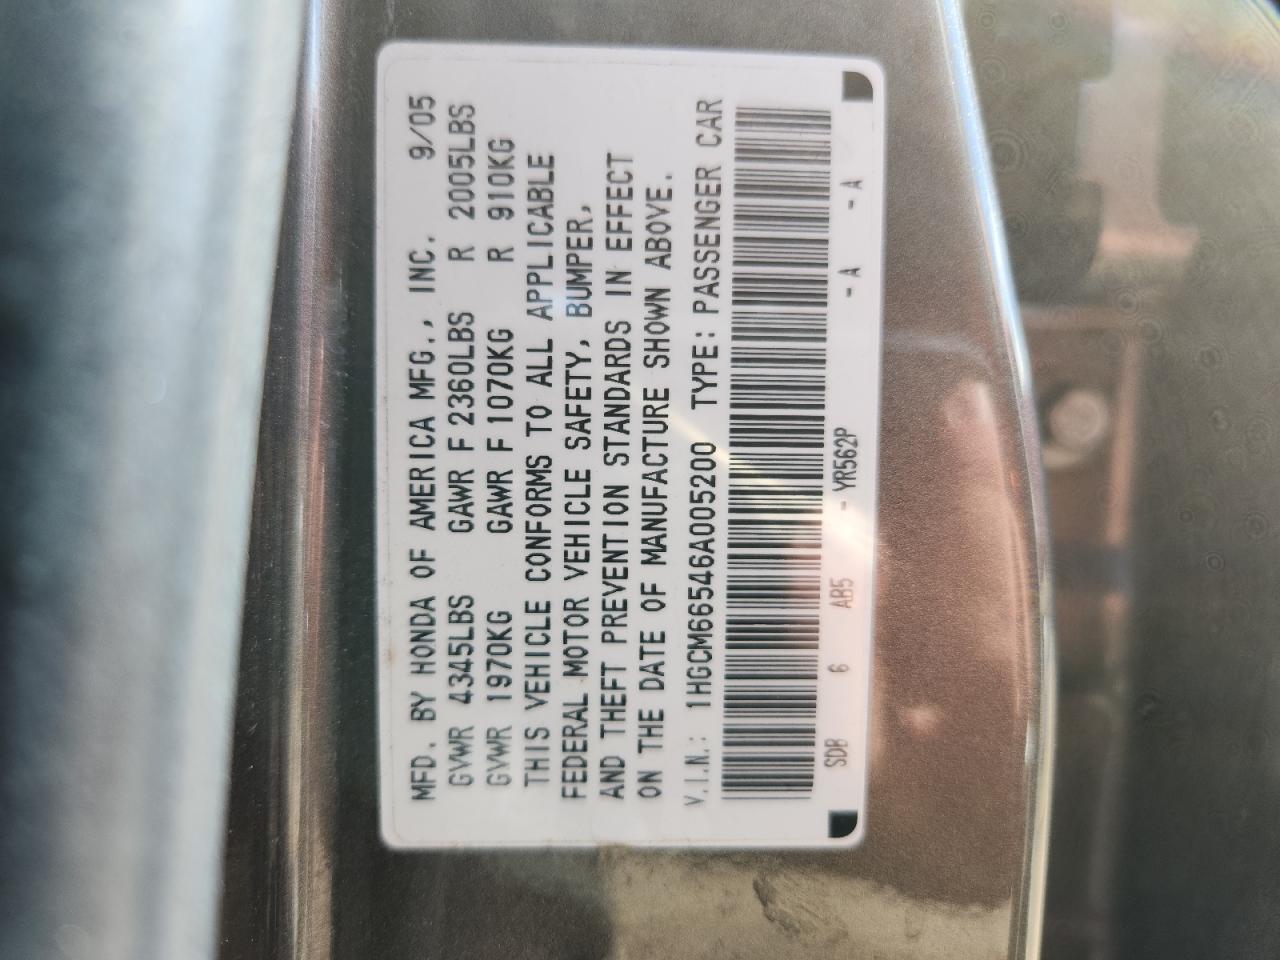 MFD. BY HONDA OF AMERICA MFG., INC. 9/05
GVWR 4345LBS GAWR F 2360LBS R 2005LBS
GVWR 1970KG GAWR F 1070KG R 910KG
THIS VEHICLE CONFORMS TO ALL APPLICABLE
FEDERAL MOTOR VEHICLE SAFETY, BUMPER,
AND THEFT PREVENTION STANDARDS IN EFFECT
ON THE DATE OF MANUFACTURE SHOWN ABOVE.
V.I.N.: 1HGCM66546A005200 TYPE: PASSENGER CAR
SDB 6 AB5 - YR562P - A - A